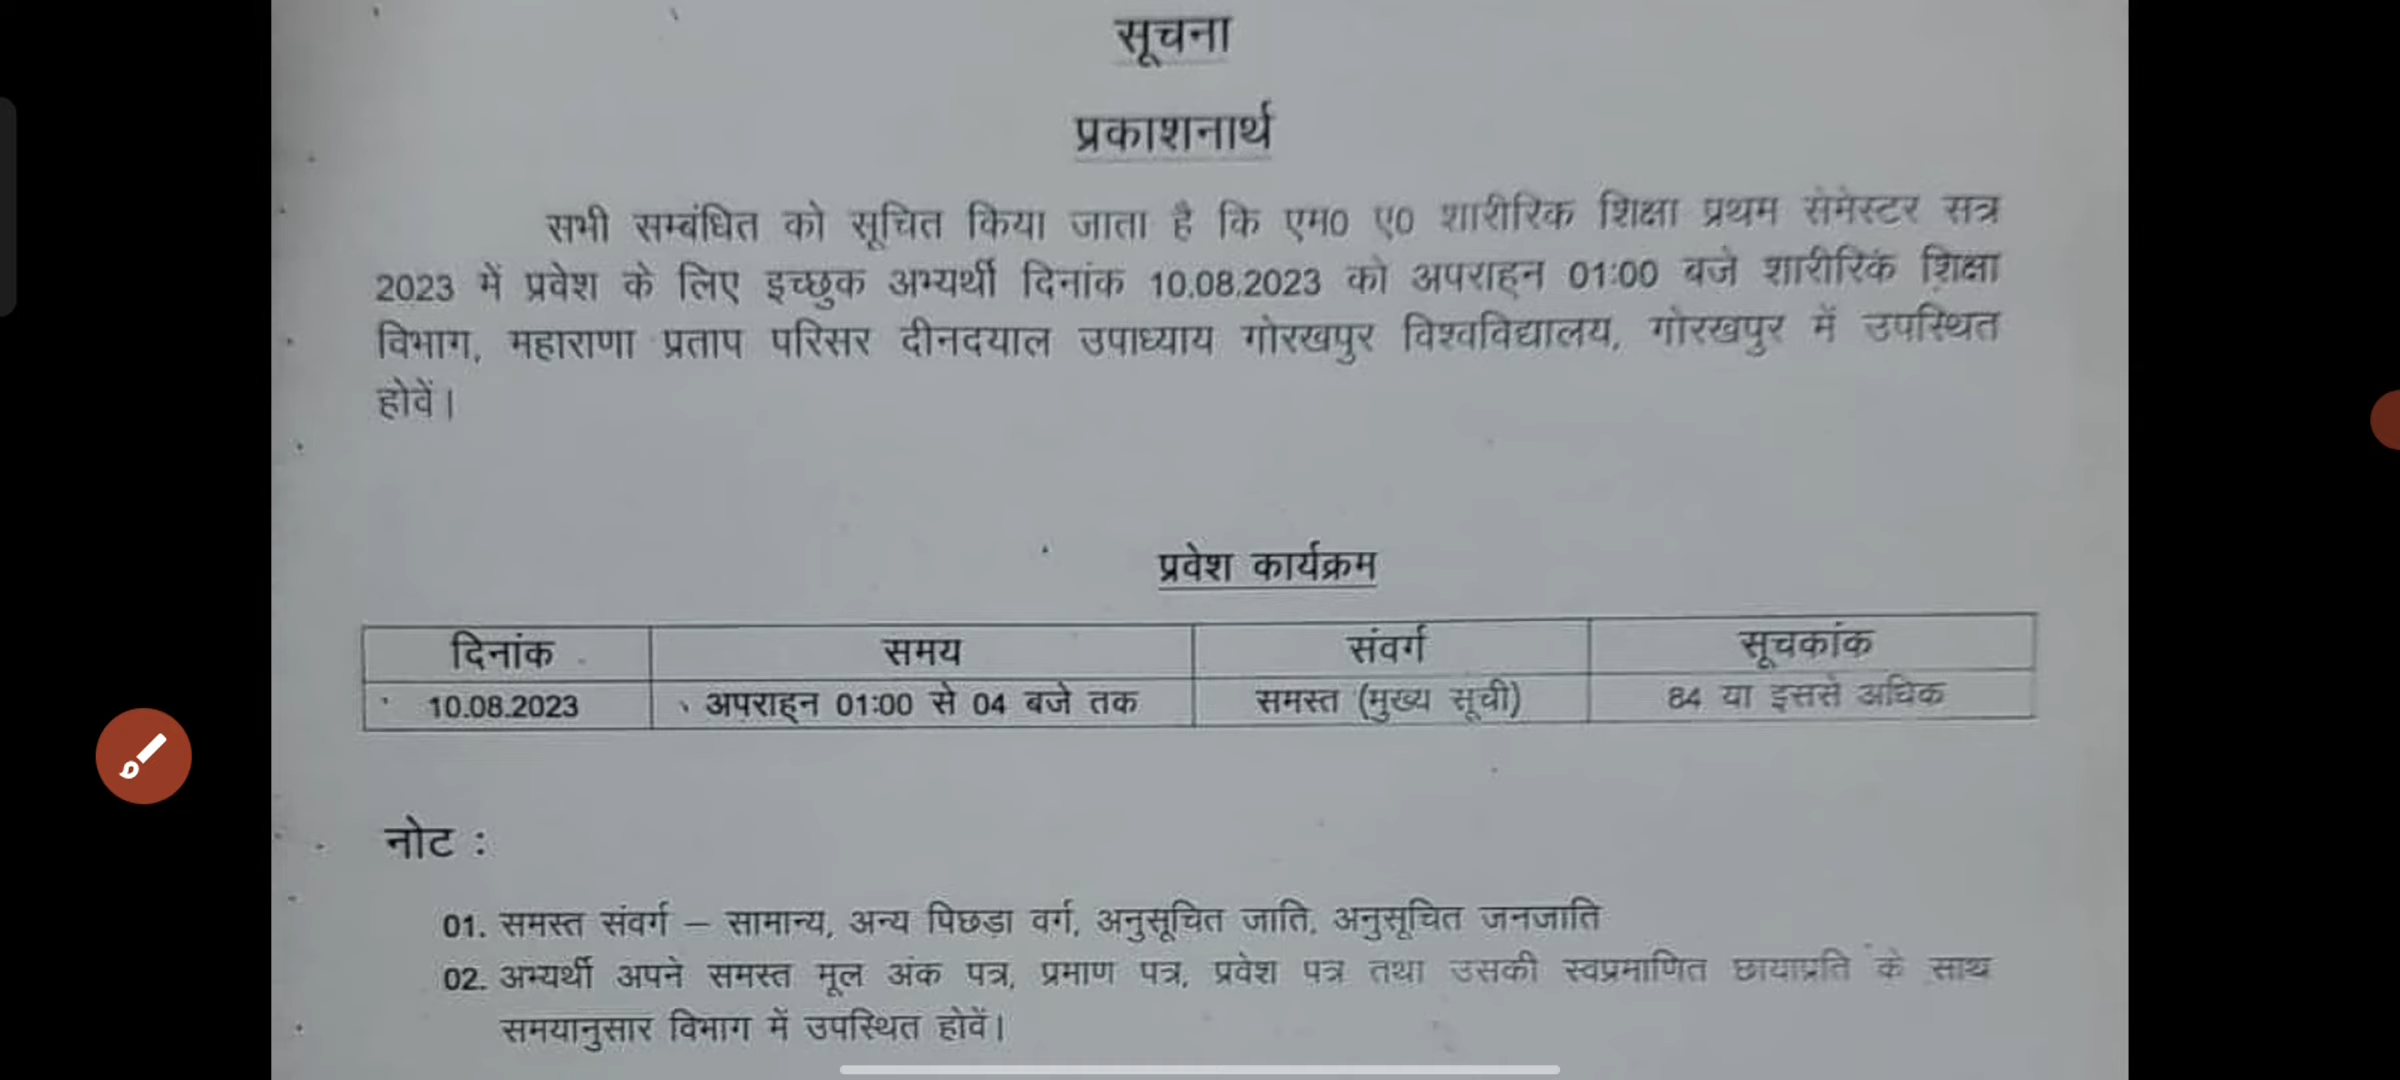 सूचना
प्रकाशनार्थ
सभी सम्बंधित को सूचित किया जाता है कि एम0 ए0 शारीरिक शिक्षा प्रथम सेमेस्टर सत्र
2023 में प्रवेश के लिए इच्छुक अभ्यर्थी दिनांक 10.08.2023 को अपराह्न 01:00 बजे शारीरिक शिक्षा
विभाग, महाराणा प्रताप परिसर दीनदयाल उपाध्याय गोरखपुर विश्वविद्यालय, गोरखपुर में उपस्थित
होवें।
प्रवेश कार्यक्रम
दिनांक समय संवर्ग सूचकांक
10.08.2023 अपराह्न 01:00 से 04 बजे तक समस्त (मुख्य सूची) 84 या इससे अधिक
नोट :
01. समस्त संवर्ग – सामान्य, अन्य पिछड़ा वर्ग, अनुसूचित जाति, अनुसूचित जनजाति
02. अभ्यर्थी अपने समस्त मूल अंक पत्र, प्रमाण पत्र, प्रवेश पत्र तथा उसकी स्वप्रमाणित छायाप्रति के साथ
समयानुसार विभाग में उपस्थित होवें।